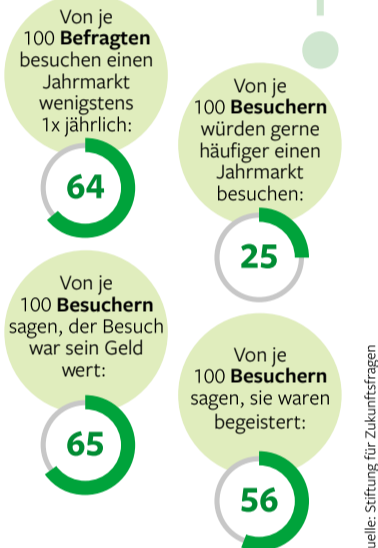 Von je
100 Befragten
besuchen einen
Jahrmarkt
wenigstens
1x jährlich:
64
Von je
100 Besuchern
würden gerne
häufiger einen
Jahrmarkt
besuchen:
25
Von je
100 Besuchern
sagen, der Besuch
war sein Geld
wert:
65
Von je
100 Besuchern
sagen, sie waren
begeistert:
56
uelle: Stiftung für Zukunftsfragen